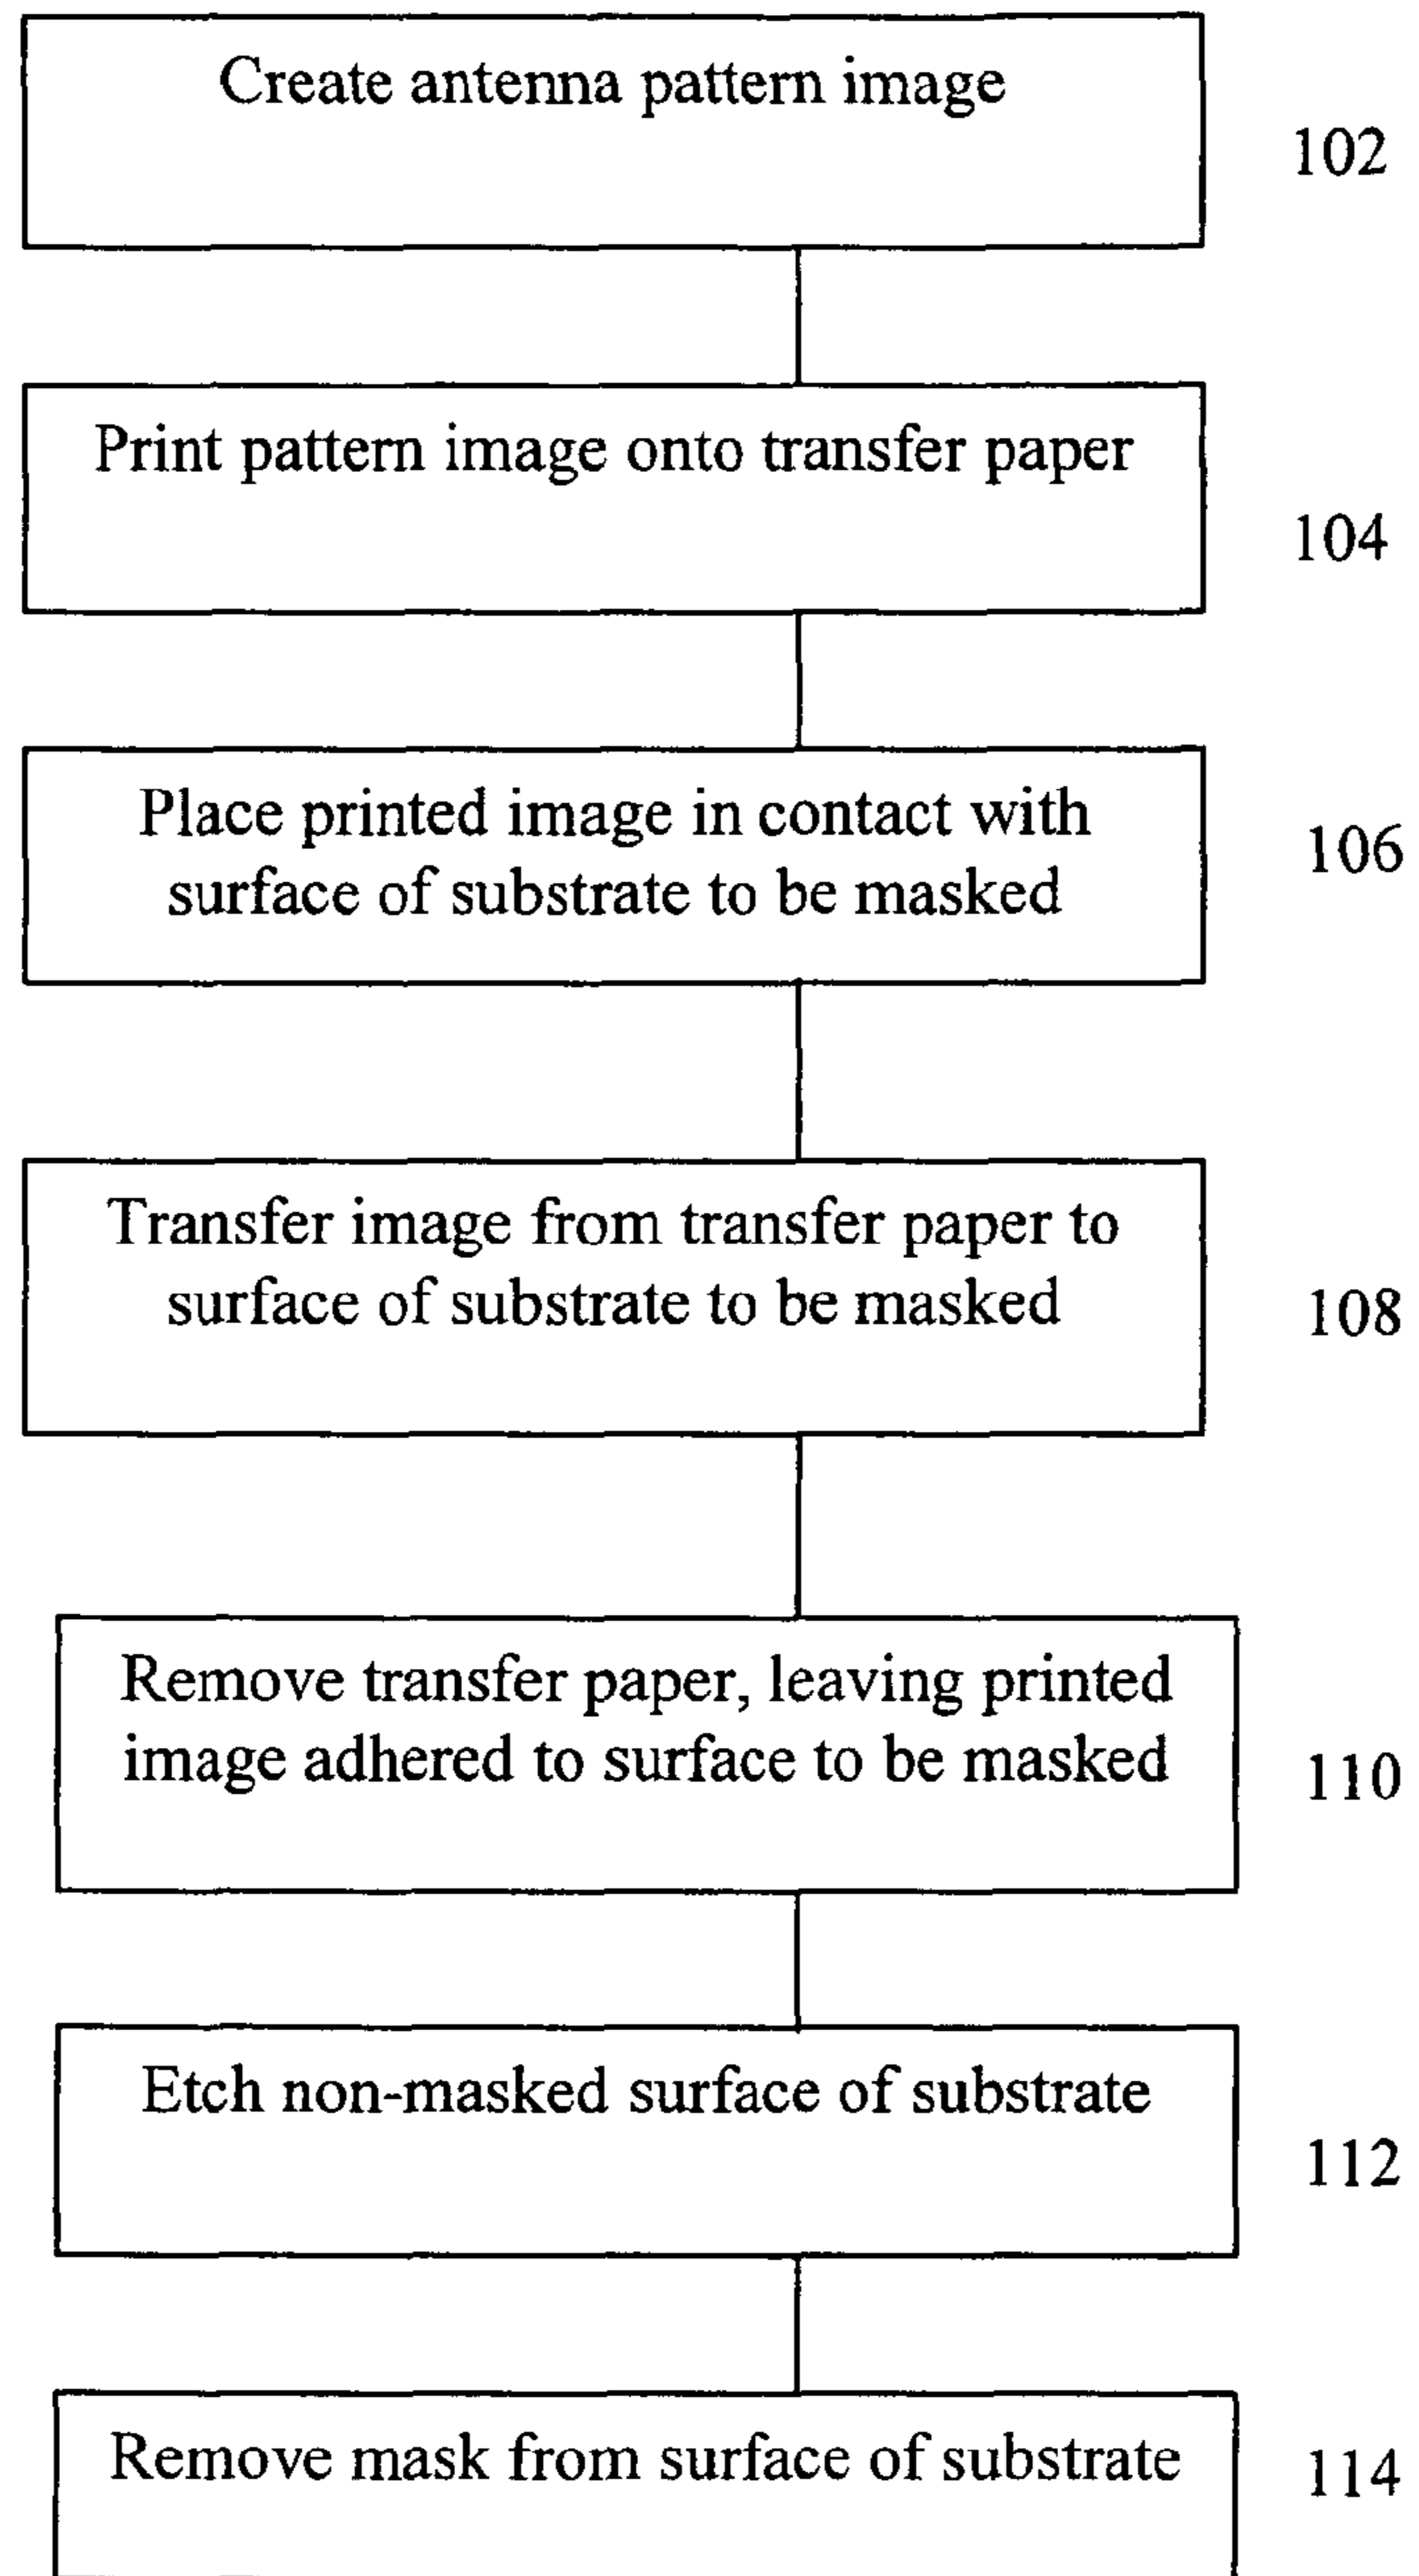 Create antenna pattern image
102
Print pattern image onto transfer paper
104
Place printed image in contact with
surface of substrate to be masked
106
Transfer image from transfer paper to
surface of substrate to be masked
108
Remove transfer paper, leaving printed
image adhered to surface to be masked
110
Etch non-masked surface of substrate
112
Remove mask from surface of substrate
114